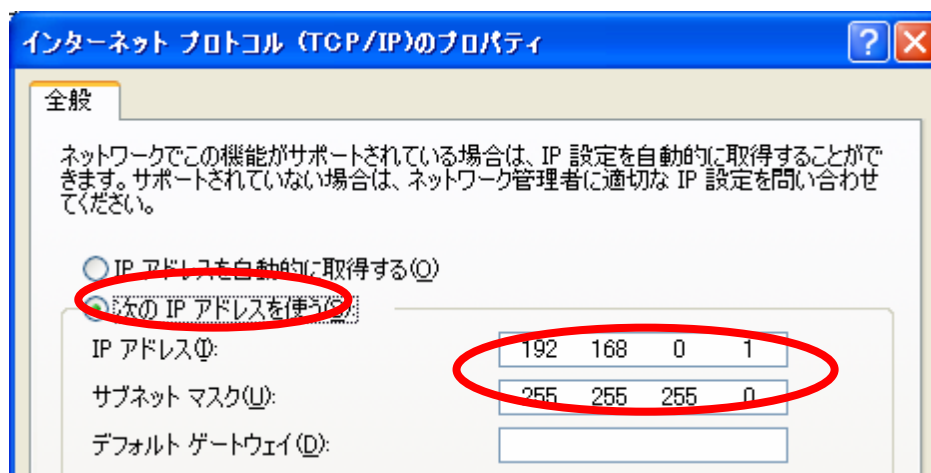 インターネット プロトコル (TCP/IP)のプロパティ
全般
ネットワークでこの機能がサポートされている場合は、IP 設定を自動的に取得することがで
きます。サポートされていない場合は、ネットワーク管理者に適切な IP 設定を問い合わせ
てください。
IP アドレスを自動的に取得する(O)
次の IP アドレスを使う(S):
IP アドレス(I):
192 168 0 1
サブネット マスク(U):
255 255 255 0
デフォルト ゲートウェイ(D):